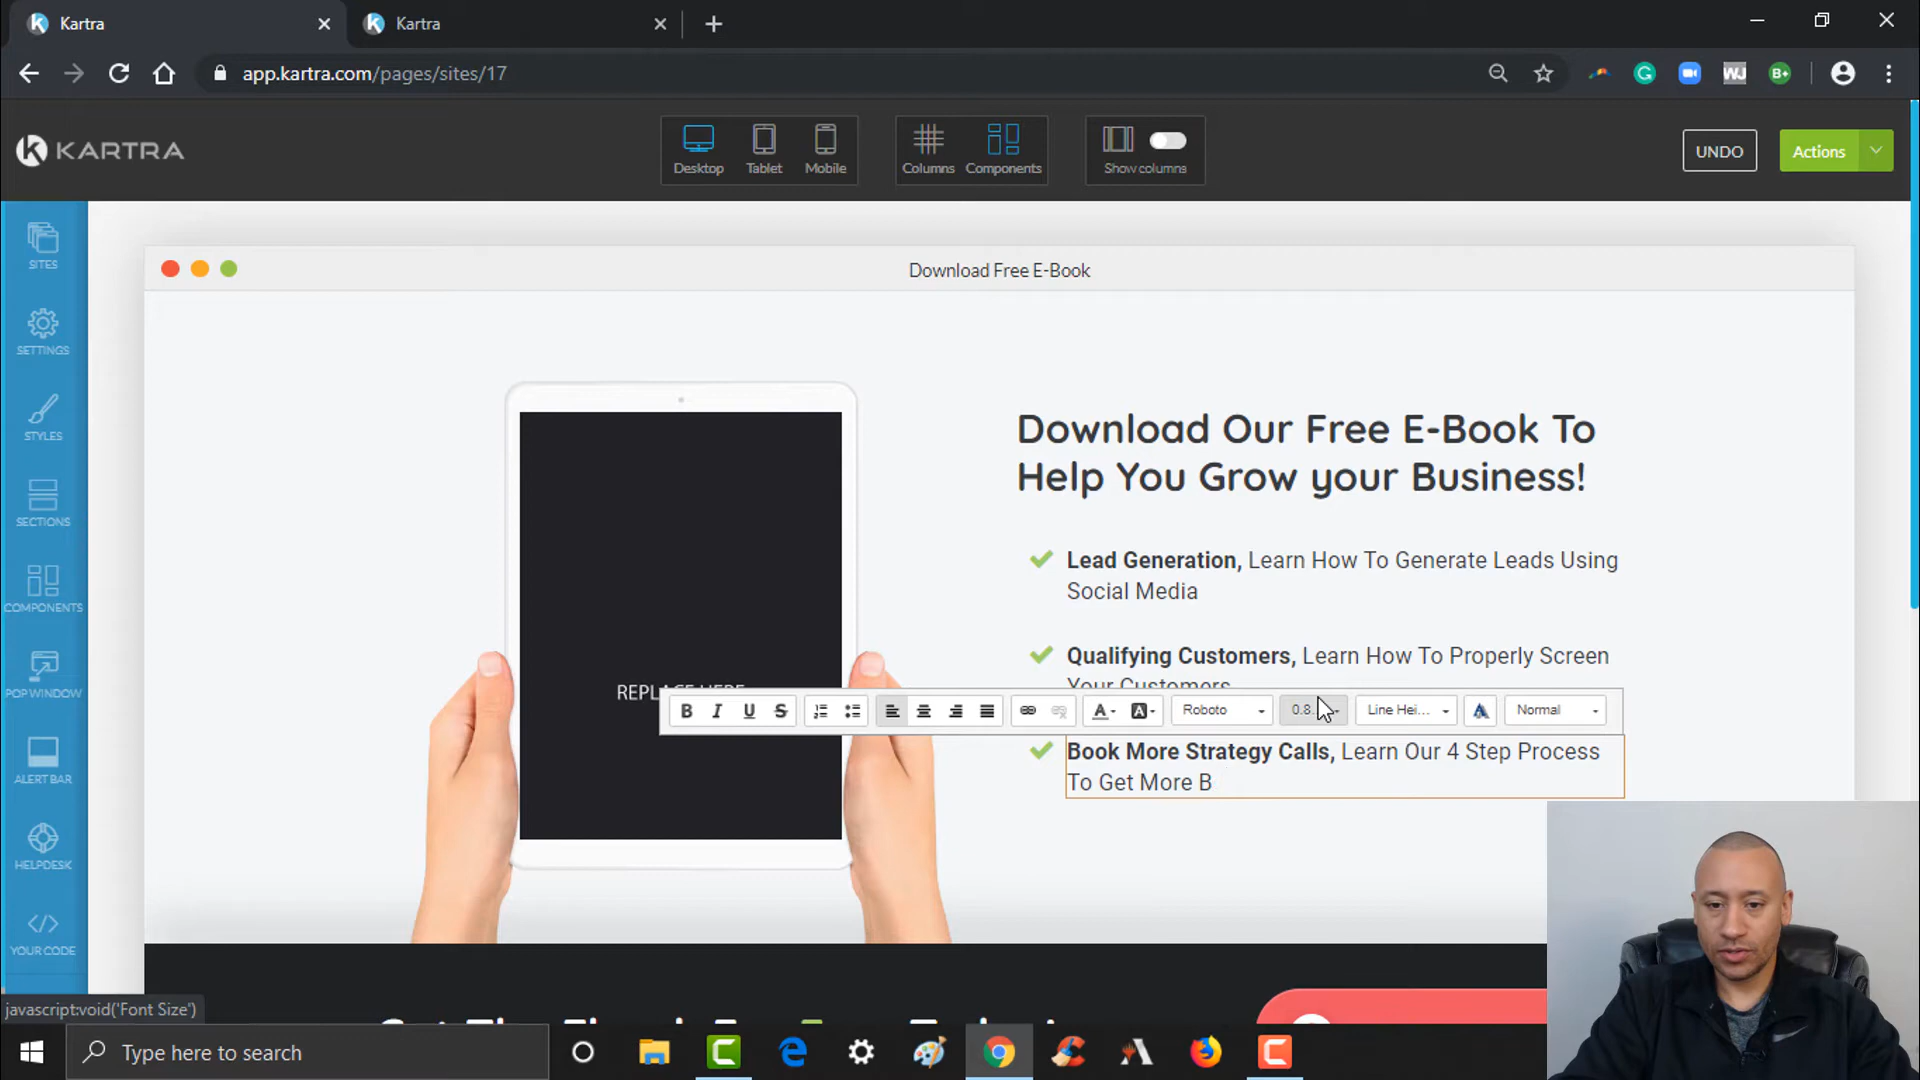 Kartra
Kartra
app.kartra.com/pages/sites/17
WJ
B+
KARTRA
Desktop
Tablet
Mobile
Columns
Components
Show columns
UNDO
Actions
SITES
SETTINGS
STYLES
SECTIONS
COMPONENTS
POP WINDOW
ALERT BAR
HELPDESK
YOUR CODE
Download Free E-Book
Download Our Free E-Book To
Help You Grow your Business!
Lead Generation, Learn How To Generate Leads Using
Social Media
Qualifying Customers, Learn How To Properly Screen
Your Customers
B I U S
A A
Roboto
0.8...
Line Hei...
A
Normal
Book More Strategy Calls, Learn Our 4 Step Process
To Get More B
javascript:void('Font Size')
Type here to search